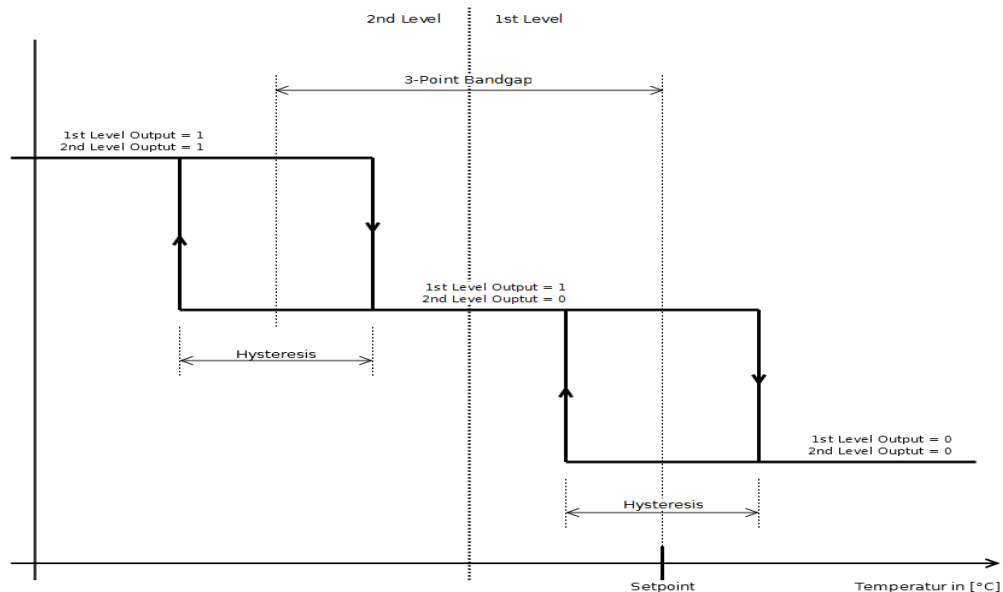 2nd Level
1st Level
3-Point Bandgap
1st Level Output = 1
2nd Level Ouptut = 1
1st Level Output = 1
2nd Level Ouptut = 0
Hysteresis
1st Level Output = 0
2nd Level Ouptut = 0
Hysteresis
Setpoint
Temperatur in [°C]